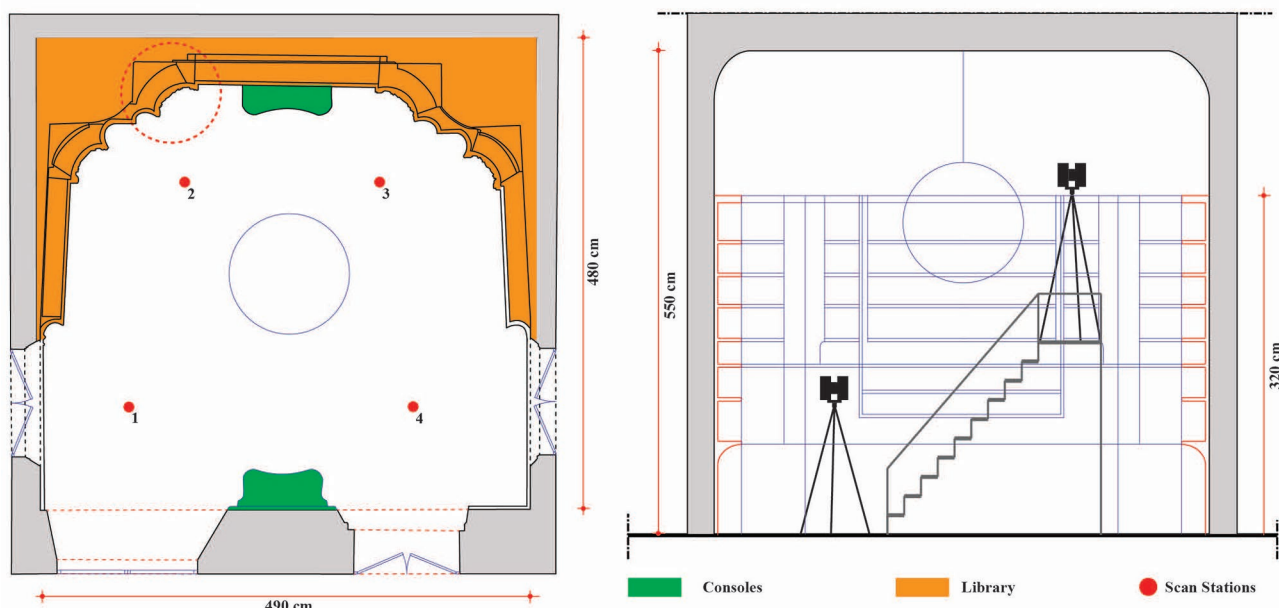 2
3
1
4
480 cm
490 cm
550 cm
320 cm
Consoles
Library
Scan Stations